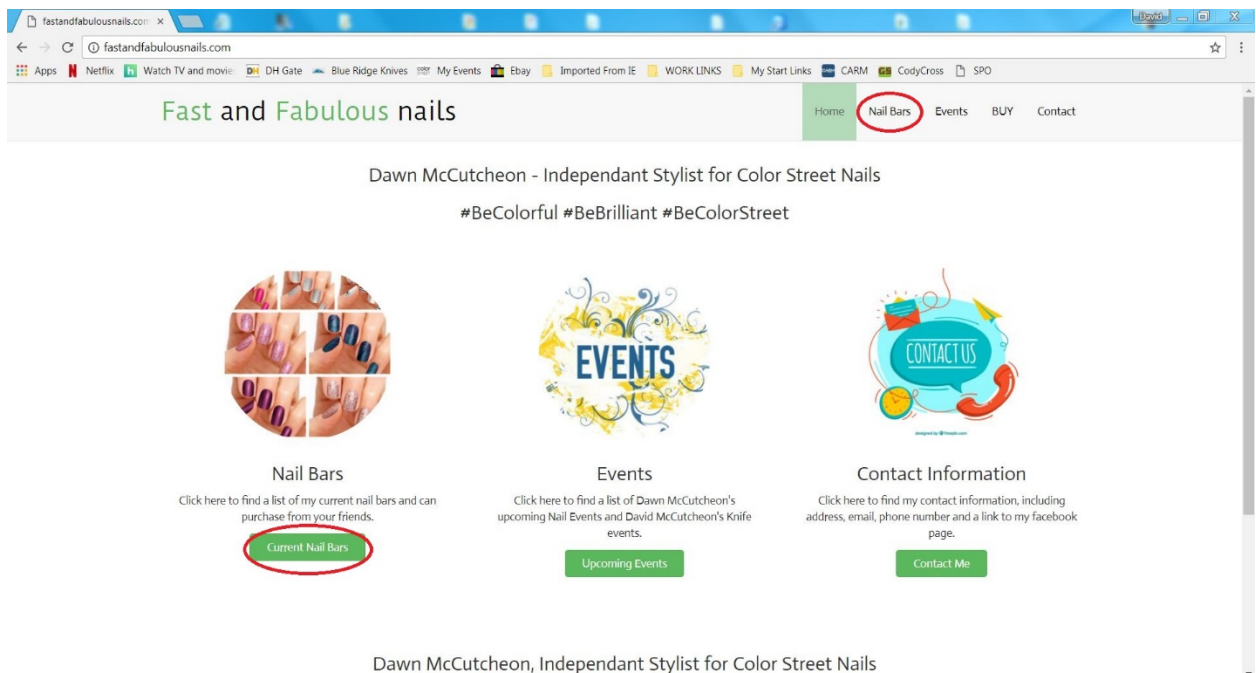 fastandfabulousnails.com
David
fastandfabulousnails.com
Apps Netflix Watch TV and movie DH DH Gate Blue Ridge Knives My Events Ebay Imported From IE WORK LINKS My Start Links CARM GS CodyCross SPO
Fast and Fabulous nails
Home Nail Bars Events BUY Contact
Dawn McCutcheon - Independant Stylist for Color Street Nails
#BeColorful #BeBrilliant #BeColorStreet
EVENTS
CONTACT US
designed by freepik.com
Nail Bars
Click here to find a list of my current nail bars and can
purchase from your friends.
Current Nail Bars
Events
Click here to find a list of Dawn McCutcheon's
upcoming Nail Events and David McCutcheon's Knife
events.
Upcoming Events
Contact Information
Click here to find my contact information, including
address, email, phone number and a link to my facebook
page.
Contact Me
Dawn McCutcheon, Independant Stylist for Color Street Nails